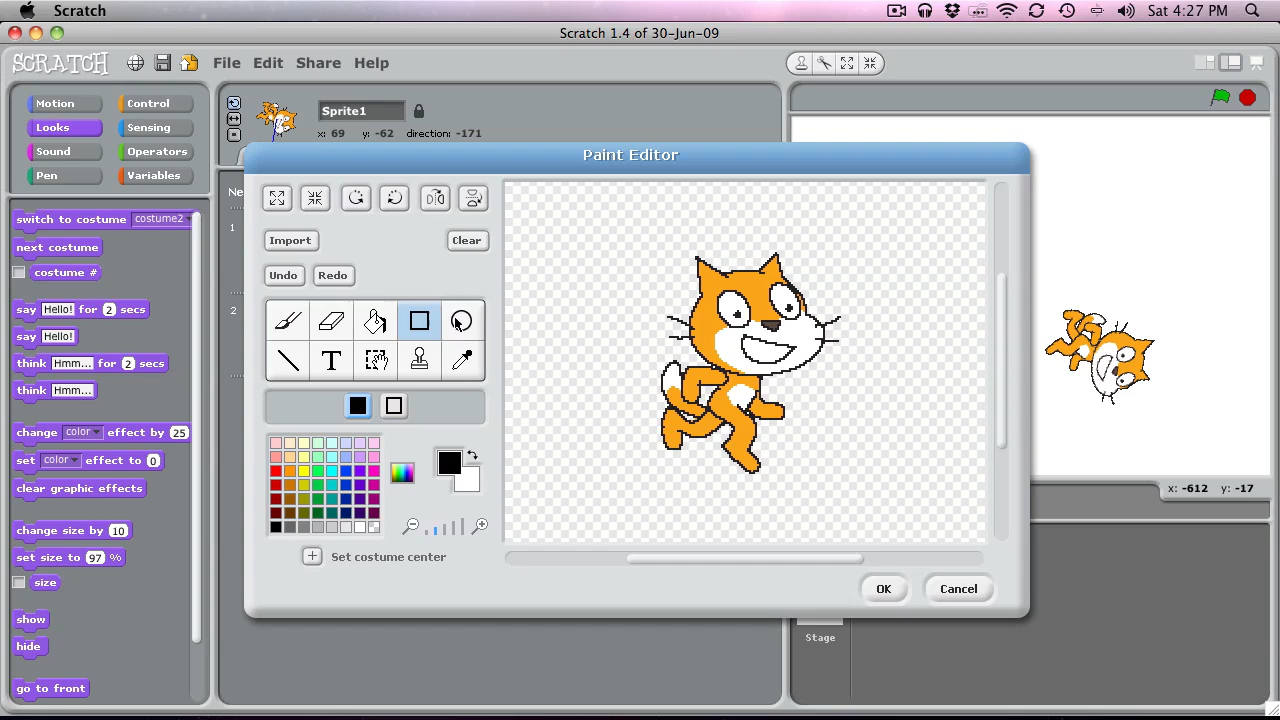 Scratch
Sat 4:27 PM
Scratch 1.4 of 30-Jun-09
SCRATCH
File Edit Share Help
Motion
Control
Looks
Sensing
Sound
Operators
Pen
Variables
Sprite1
x: 69 y: -62 direction: -171
Paint Editor
Ne
1
2
Import
Clear
Undo
Redo
T
Set costume center
OK
Cancel
switch to costume costume2
next costume
costume #
say Hello! for 2 secs
say Hello!
think Hmm... for 2 secs
think Hmm...
change color effect by 25
set color effect to 0
clear graphic effects
change size by 10
set size to 97 %
size
show
hide
go to front
x: -612 y: -17
Stage